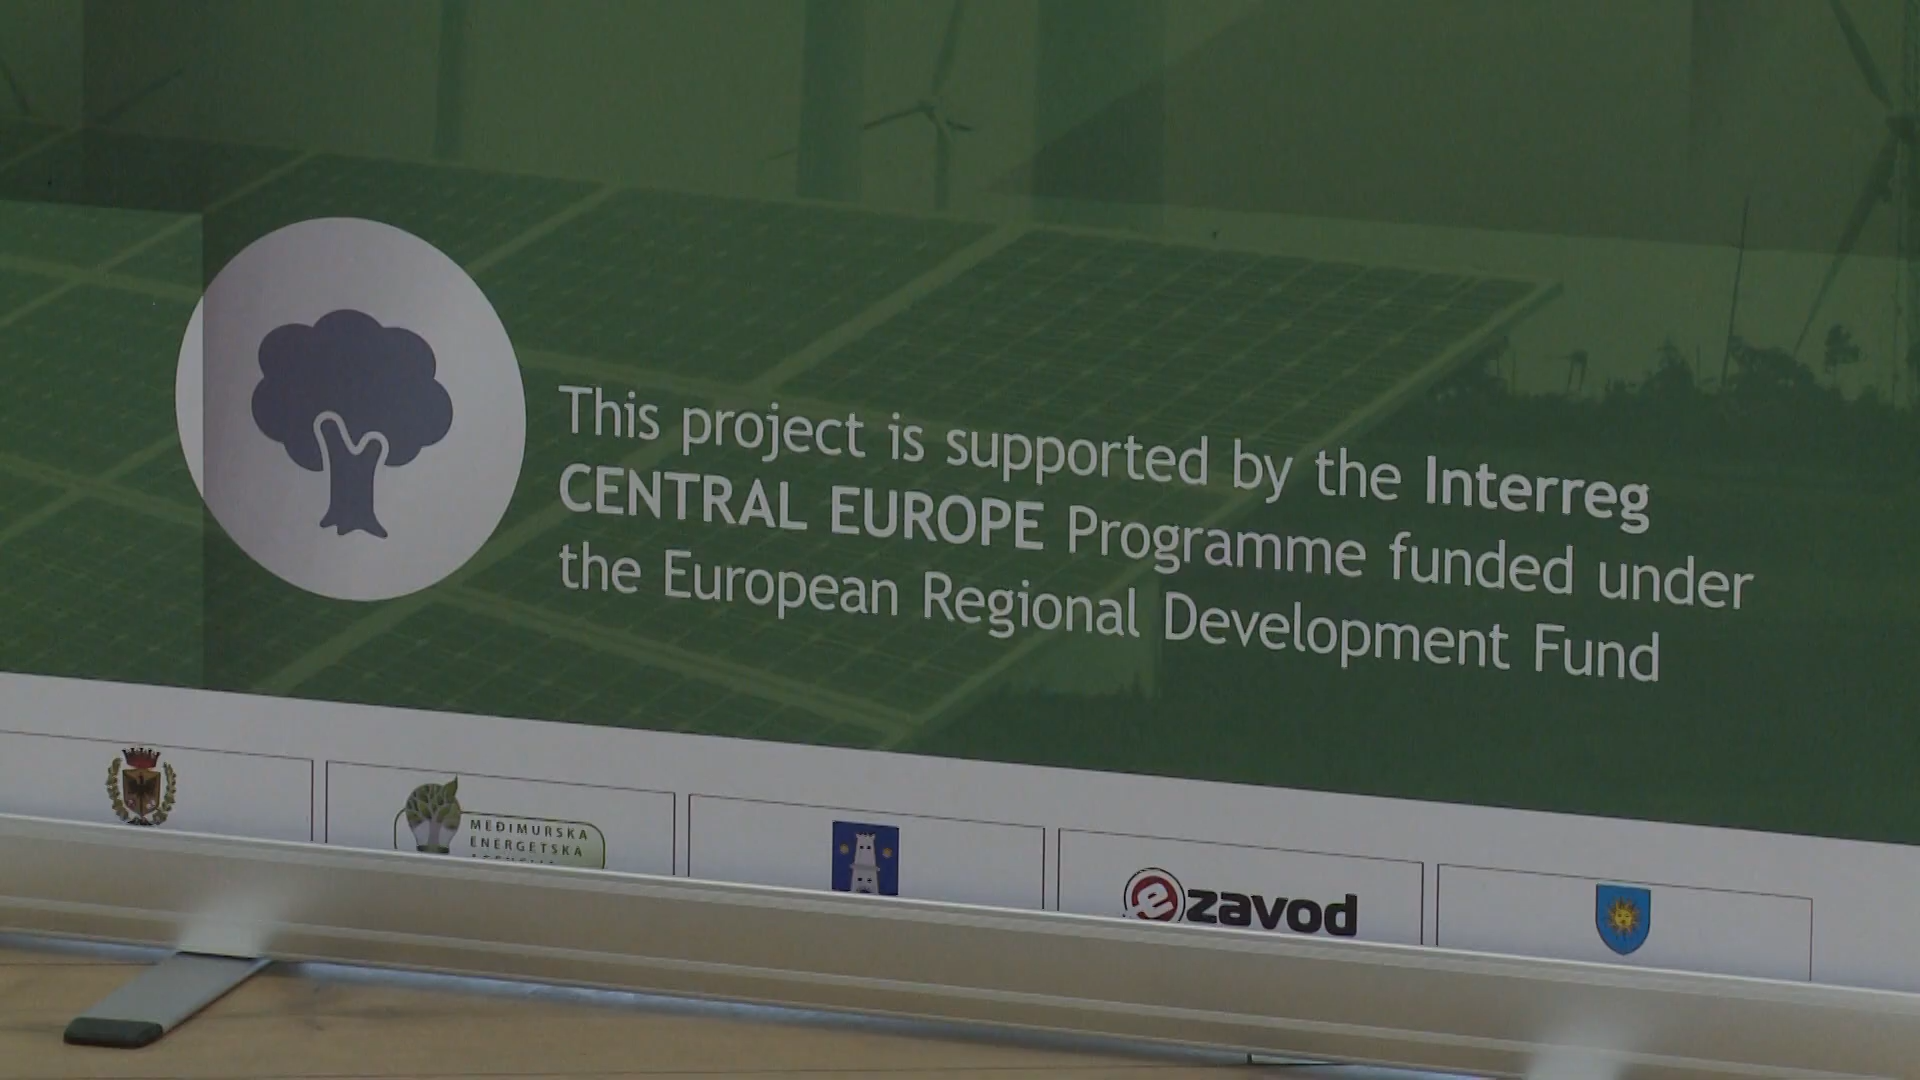 This project is supported by the Interreg
CENTRAL EUROPE Programme funded under
the European Regional Development Fund
MEĐIMURSKA
ENERGETSKA
ezavod